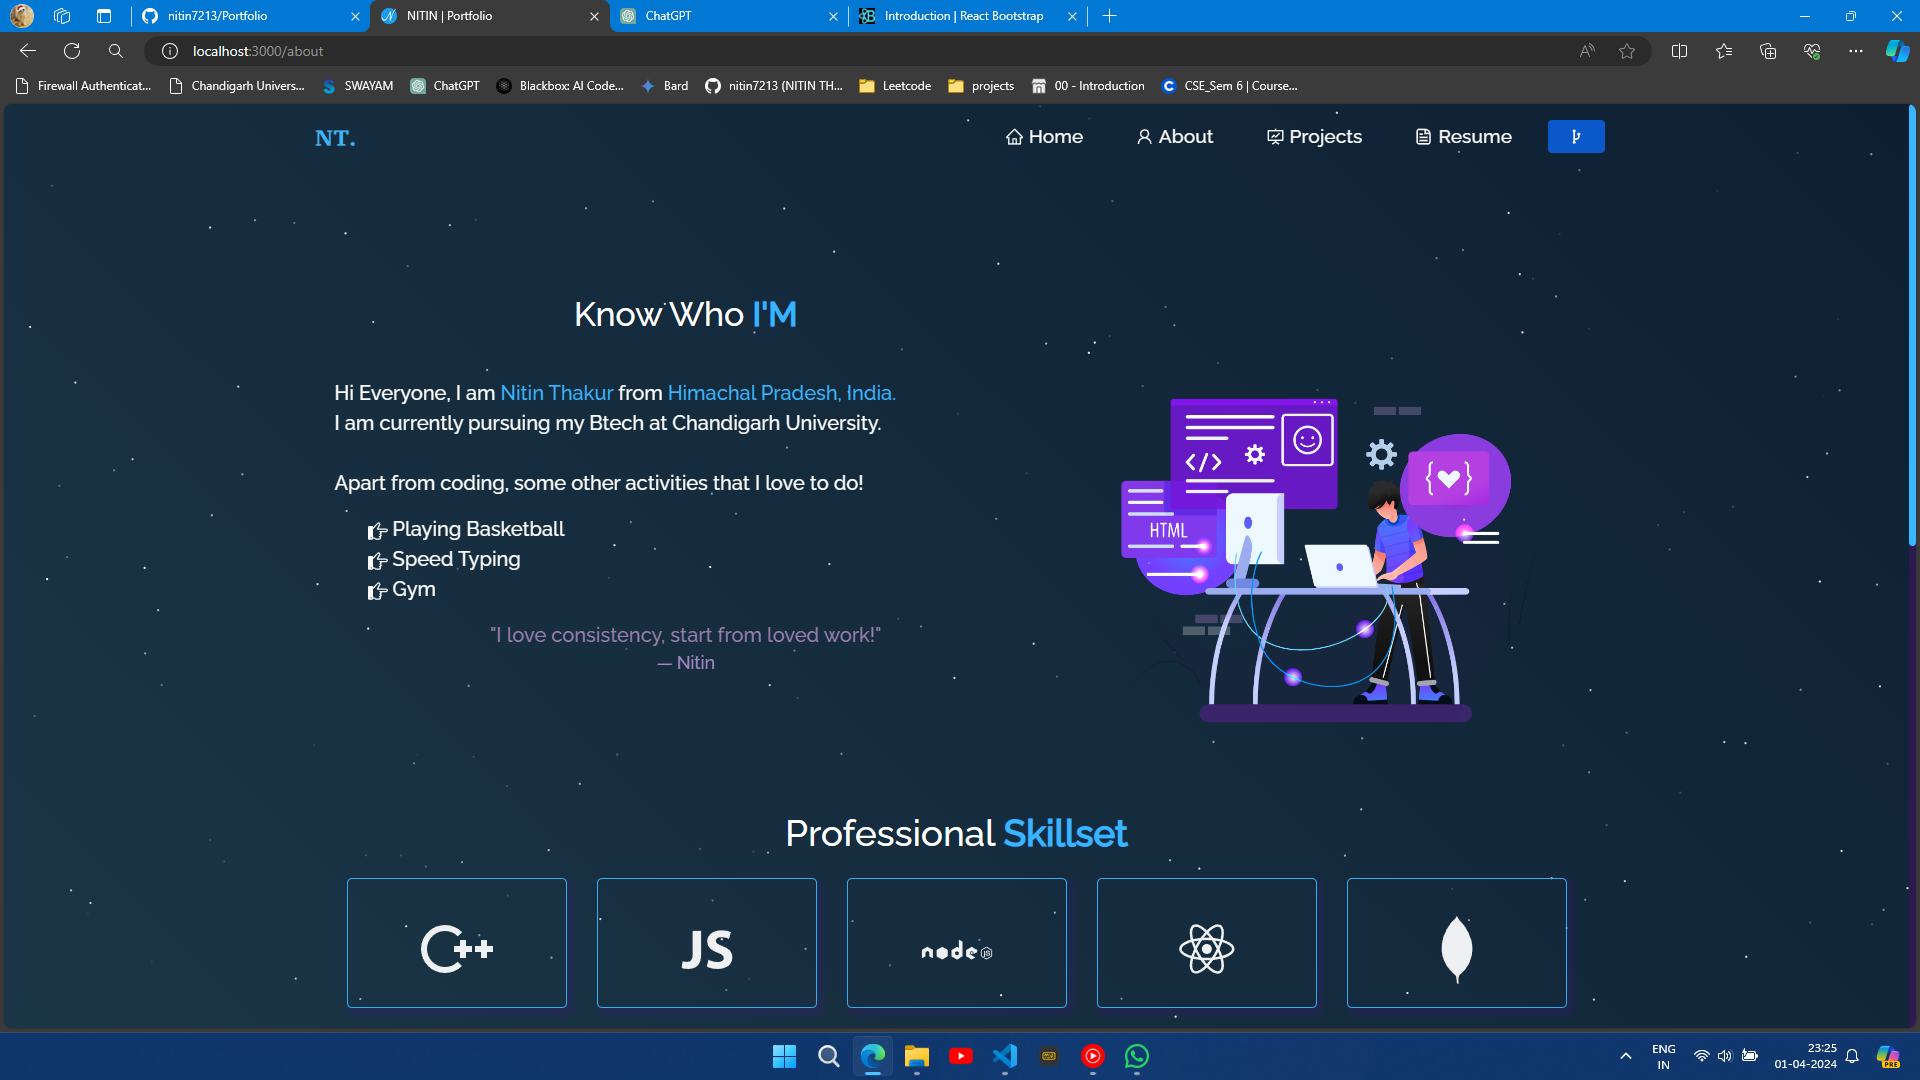 nitin7213/Portfolio
NITIN | Portfolio
ChatGPT
Introduction | React Bootstrap
localhost:3000/about
Firewall Authenticat...
Chandigarh Univers...
SWAYAM
ChatGPT
Blackbox: AI Code...
Bard
nitin7213 (NITIN TH...
Leetcode
projects
00 - Introduction
CSE_Sem 6 | Course...
NT.
Home
About
Projects
Resume
Know Who I'M
Hi Everyone, I am Nitin Thakur from Himachal Pradesh, India.
I am currently pursuing my Btech at Chandigarh University.
Apart from coding, some other activities that I love to do!
Playing Basketball
Speed Typing
Gym
"I love consistency, start from loved work!"
— Nitin
</>
HTML
Professional Skillset
C++
JS
node JS
ENG
IN
23:25
01-04-2024
PRE